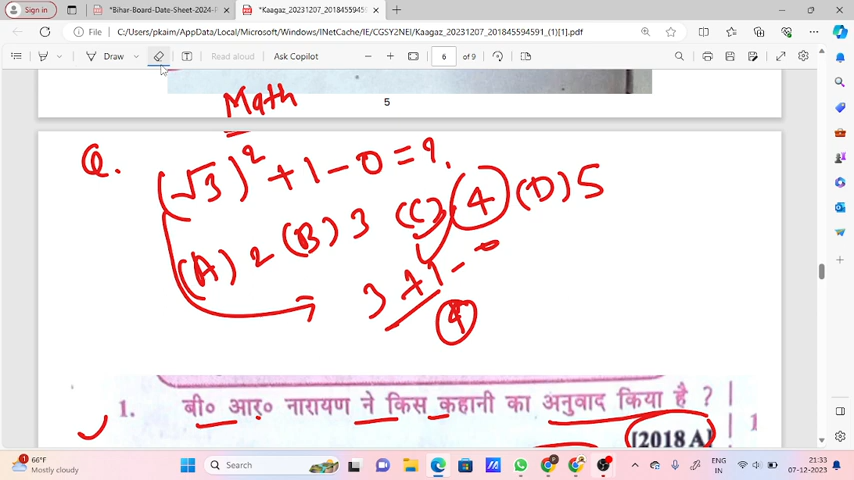 Sign in
*Bihar-Board-Date-Sheet-2024-F
*Kaagaz_20231207_2018455945
File
C:/Users/pkaim/AppData/Local/Microsoft/Windows/INetCache/IE/CGSY2NEI/Kaagaz_20231207_201845594591_(1)[1].pdf
Draw
Read aloud
Ask Copilot
6
of 9
5
Math
Q.
(√3)²+1-0=?.
(A) 2 (B) 3 (C) 4 (D) 5
3+1-0
4
1.
बी० आर० नारायण ने किस कहानी का अनुवाद किया है ?
1
[2018 A]
66°F
Mostly cloudy
Search
ENG
IN
21:33
07-12-2023